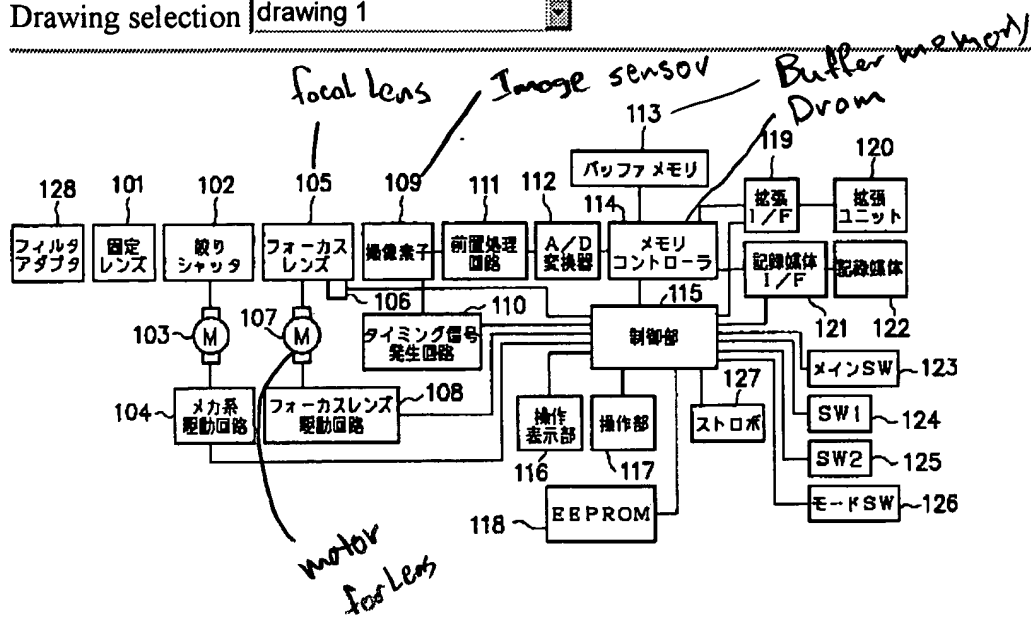 Drawing selection drawing 1
focal Lens
Image sensor
Buffer memory
Dram
128
101
102
105
109
111
112
113
114
119
120
フィルタ
アダプタ
固定
レンズ
絞り
シャッタ
フォーカス
レンズ
撮像素子
前置処理
回路
A/D
変換器
バッファ メモリ
メモリ
コントローラ
拡張
I/F
拡張
ユニット
記録媒体
I/F
記録媒体
121
122
106
110
115
103
M
107
M
タイミング信号
発生回路
制御部
104
メカ系
駆動回路
フォーカスレンズ
駆動回路
108
操作
表示部
116
操作部
117
127
ストロボ
メインSW
123
SW1
124
SW2
125
モードSW
126
118
EEPROM
motor
for Lens